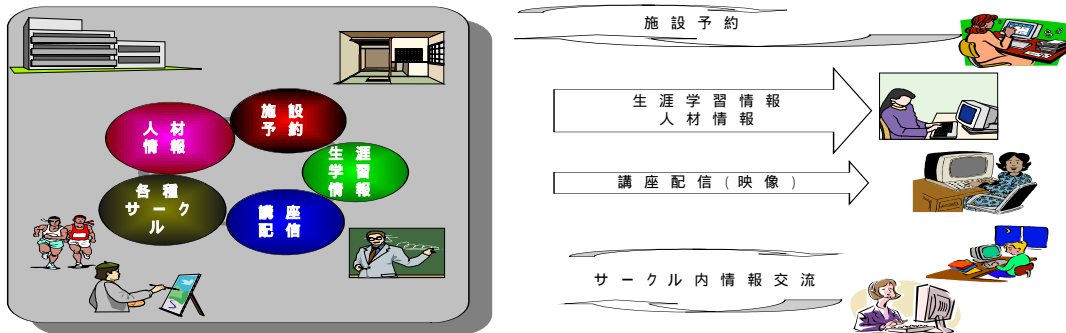 施設
予約
人材
情報
生涯
学習
情報
各種
サーク
ル
講座
配信
施設予約
生涯学習情報
人材情報
講座配信(映像)
サークル内情報交流